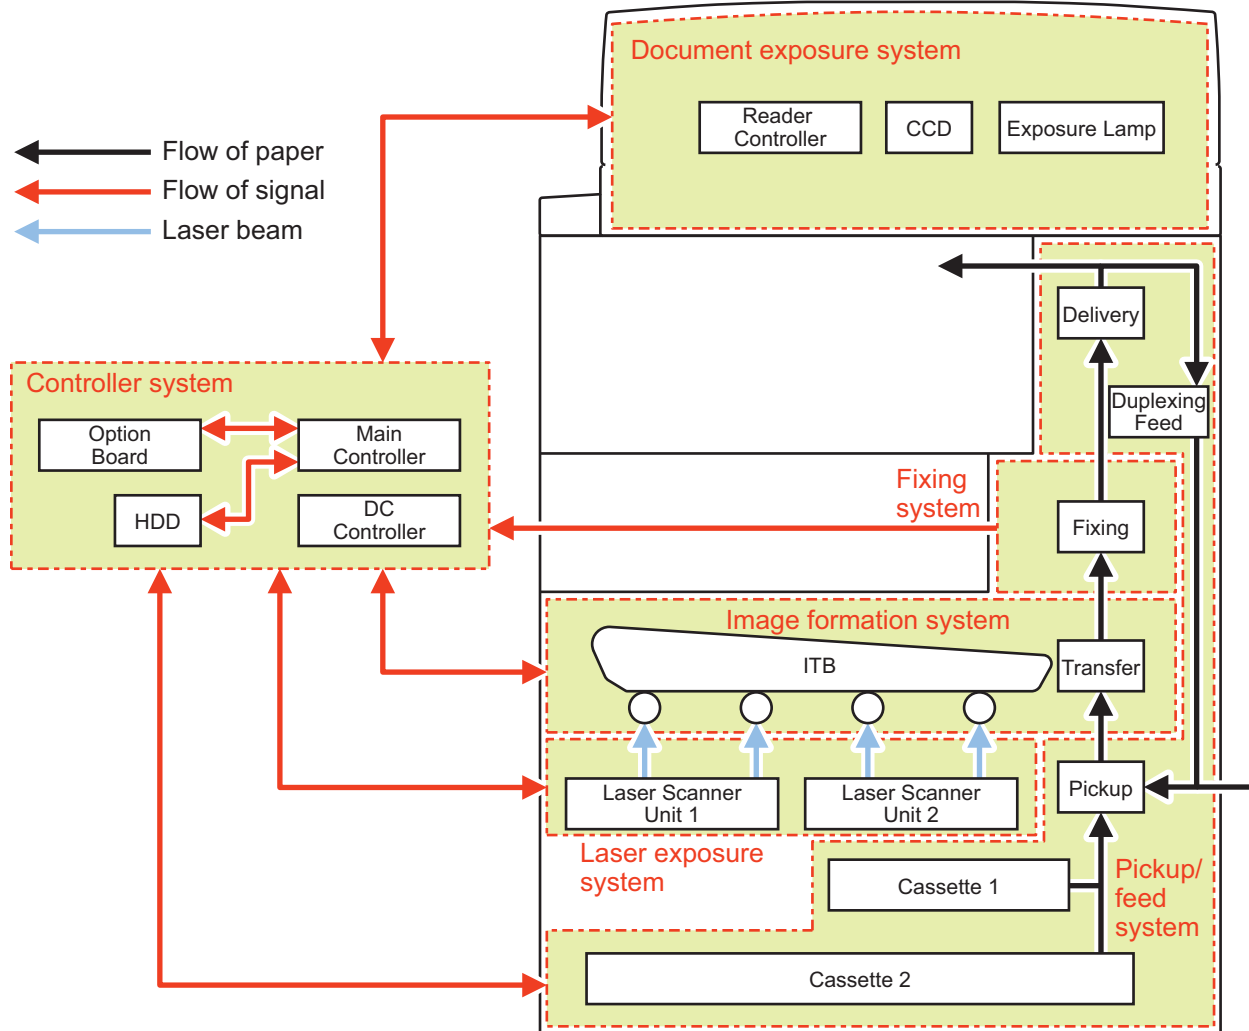 Document exposure system
Reader
Controller
CCD
Exposure Lamp
Flow of paper
Flow of signal
Laser beam
Delivery
Controller system
Duplexing
Feed
Option
Board
Main
Controller
HDD
DC
Controller
Fixing
system
Fixing
Image formation system
ITB
Transfer
Laser Scanner
Unit 1
Laser Scanner
Unit 2
Pickup
Laser exposure
system
Cassette 1
Pickup/
feed
system
Cassette 2